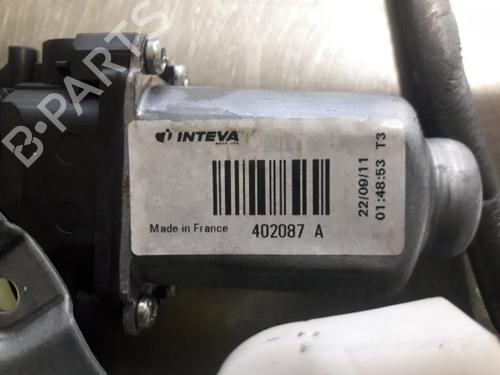 B-PARTS
INTEVA
Made in France
402087 A
22/09/11
01:48:53 T3